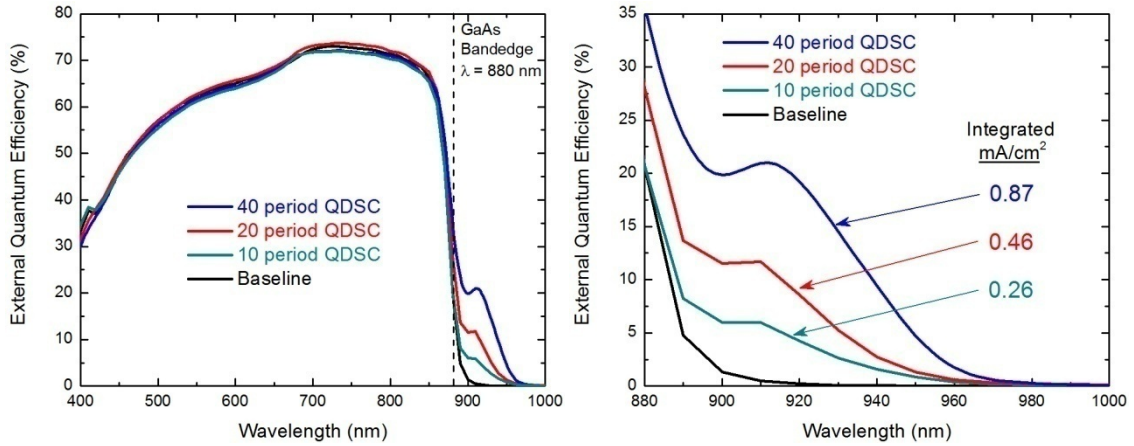 80
70
60
50
40
30
20
10
0
External Quantum Efficiency (%)
GaAs
Bandedge
λ = 880 nm
40 period QDSC
20 period QDSC
10 period QDSC
Baseline
400 500 600 700 800 900 1000
Wavelength (nm)
35
30
25
20
15
10
5
0
External Quantum Efficiency (%)
40 period QDSC
20 period QDSC
10 period QDSC
Baseline
Integrated
mA/cm²
0.87
0.46
0.26
880 900 920 940 960 980 1000
Wavelength (nm)